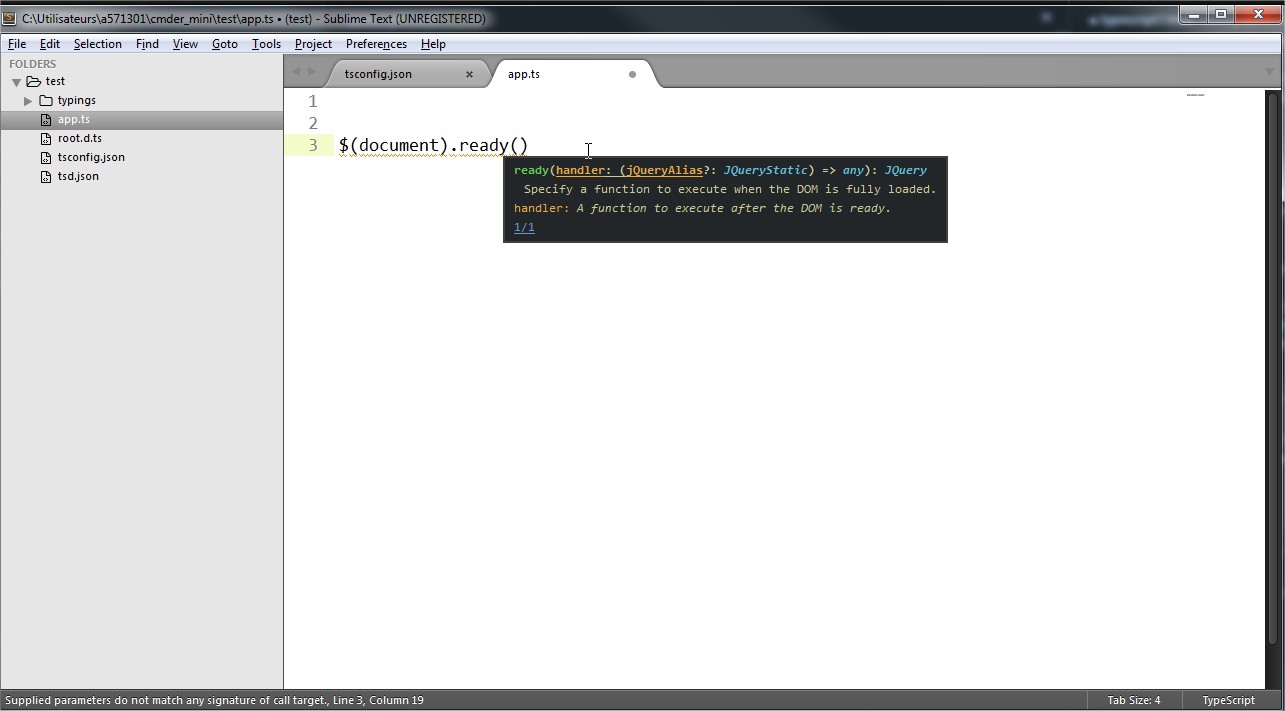 C:\Utilisateurs\a571301\cmder_mini\test\app.ts • (test) - Sublime Text (UNREGISTERED)
File Edit Selection Find View Goto Tools Project Preferences Help
FOLDERS
test
typings
app.ts
root.d.ts
tsconfig.json
tsd.json
tsconfig.json × app.ts
1
2
3 $(document).ready()
ready(handler: (jQueryAlias?: JQueryStatic) => any): JQuery
Specify a function to execute when the DOM is fully loaded.
handler: A function to execute after the DOM is ready.
1/1
Supplied parameters do not match any signature of call target., Line 3, Column 19 Tab Size: 4 TypeScript